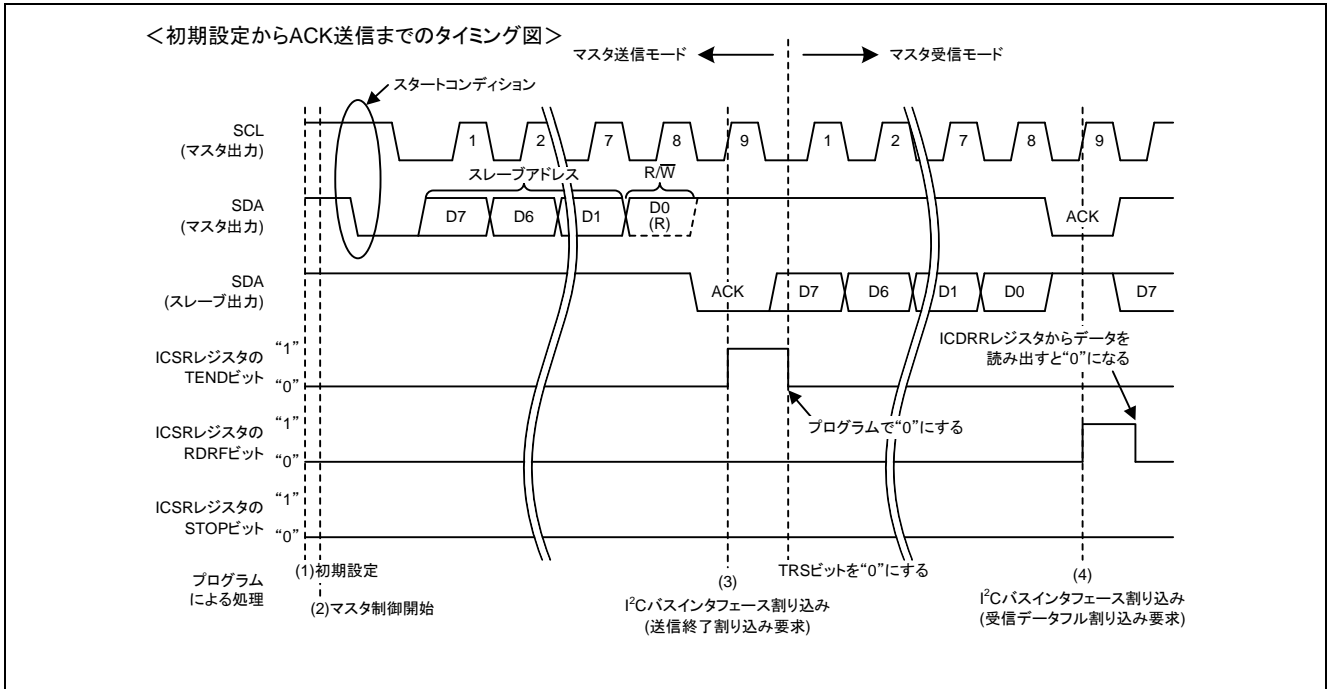 ＜初期設定からACK送信までのタイミング図＞
マスタ送信モード
マスタ受信モード
スタートコンディション
SCL
(マスタ出力)
1
2
7
8
9
1
2
7
8
9
スレーブアドレス
R/W
SDA
(マスタ出力)
D7
D6
D1
D0
(R)
ACK
SDA
(スレーブ出力)
ACK
D7
D6
D1
D0
D7
ICDRRレジスタからデータを
読み出すと“0”になる
ICSRレジスタの
TENDビット
“1”
“0”
プログラムで“0”にする
ICSRレジスタの
RDRFビット
“1”
“0”
ICSRレジスタの
STOPビット
“1”
“0”
プログラム
による処理
(1)初期設定
(2)マスタ制御開始
(3)
I²Cバスインタフェース割り込み
(送信終了割り込み要求)
TRSビットを“0”にする
(4)
I²Cバスインタフェース割り込み
(受信データフル割り込み要求)